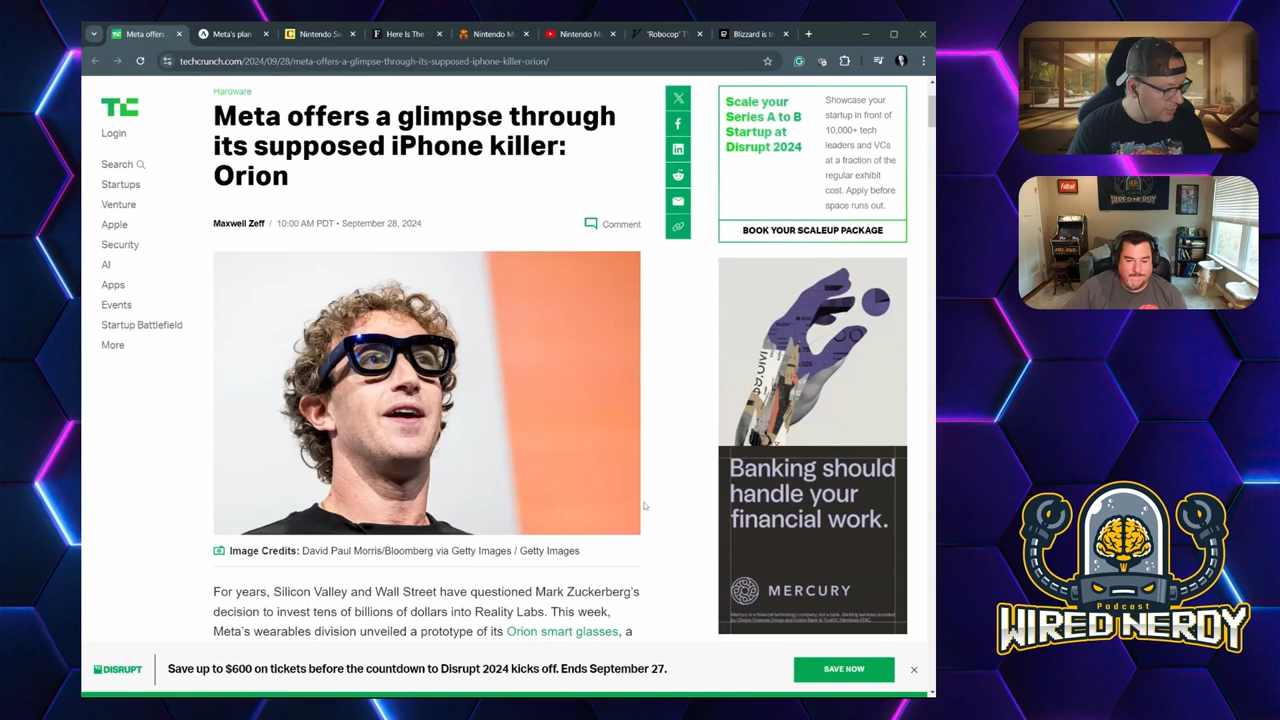 Meta offers
Meta's plan
Nintendo Sw
Here Is The
Nintendo M
Nintendo M
'Robocop' T
Blizzard is t
techcrunch.com/2024/09/28/meta-offers-a-glimpse-through-its-supposed-iphone-killer-orion/
TC
Login
Search
Startups
Venture
Apple
Security
AI
Apps
Events
Startup Battlefield
More
Hardware
Meta offers a glimpse through
its supposed iPhone killer:
Orion
Maxwell Zeff / 10:00 AM PDT • September 28, 2024
Comment
Image Credits: David Paul Morris/Bloomberg via Getty Images / Getty Images
For years, Silicon Valley and Wall Street have questioned Mark Zuckerberg's
decision to invest tens of billions of dollars into Reality Labs. This week,
Meta's wearables division unveiled a prototype of its Orion smart glasses, a
Scale your
Series A to B
Startup at
Disrupt 2024
Showcase your
startup in front of
10,000+ tech
leaders and VCs
at a fraction of the
regular exhibit
cost. Apply before
space runs out.
BOOK YOUR SCALEUP PACKAGE
Banking should
handle your
financial work.
MERCURY
DISRUPT
Save up to $600 on tickets before the countdown to Disrupt 2024 kicks off. Ends September 27.
SAVE NOW
Fallout
WIRED NERDY
ARCADE
Podcast
WIRED NERDY